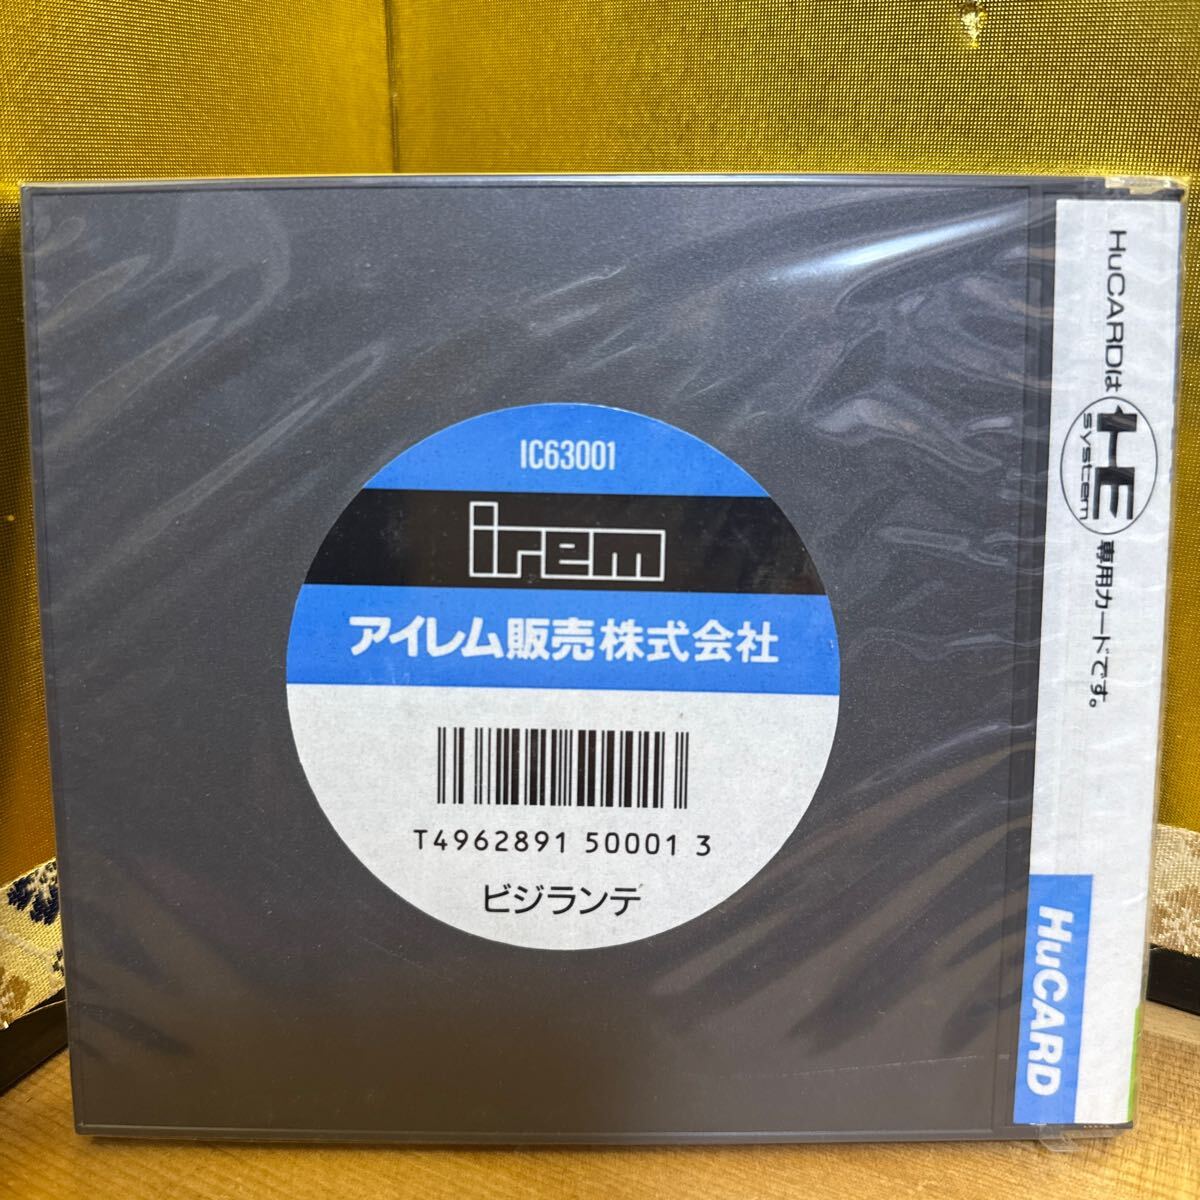 IC63001
irem
アイレム販売株式会社
T4962891 50001 3
ビジランテ
HuCARDは HE system 専用カードです。
HuCARD